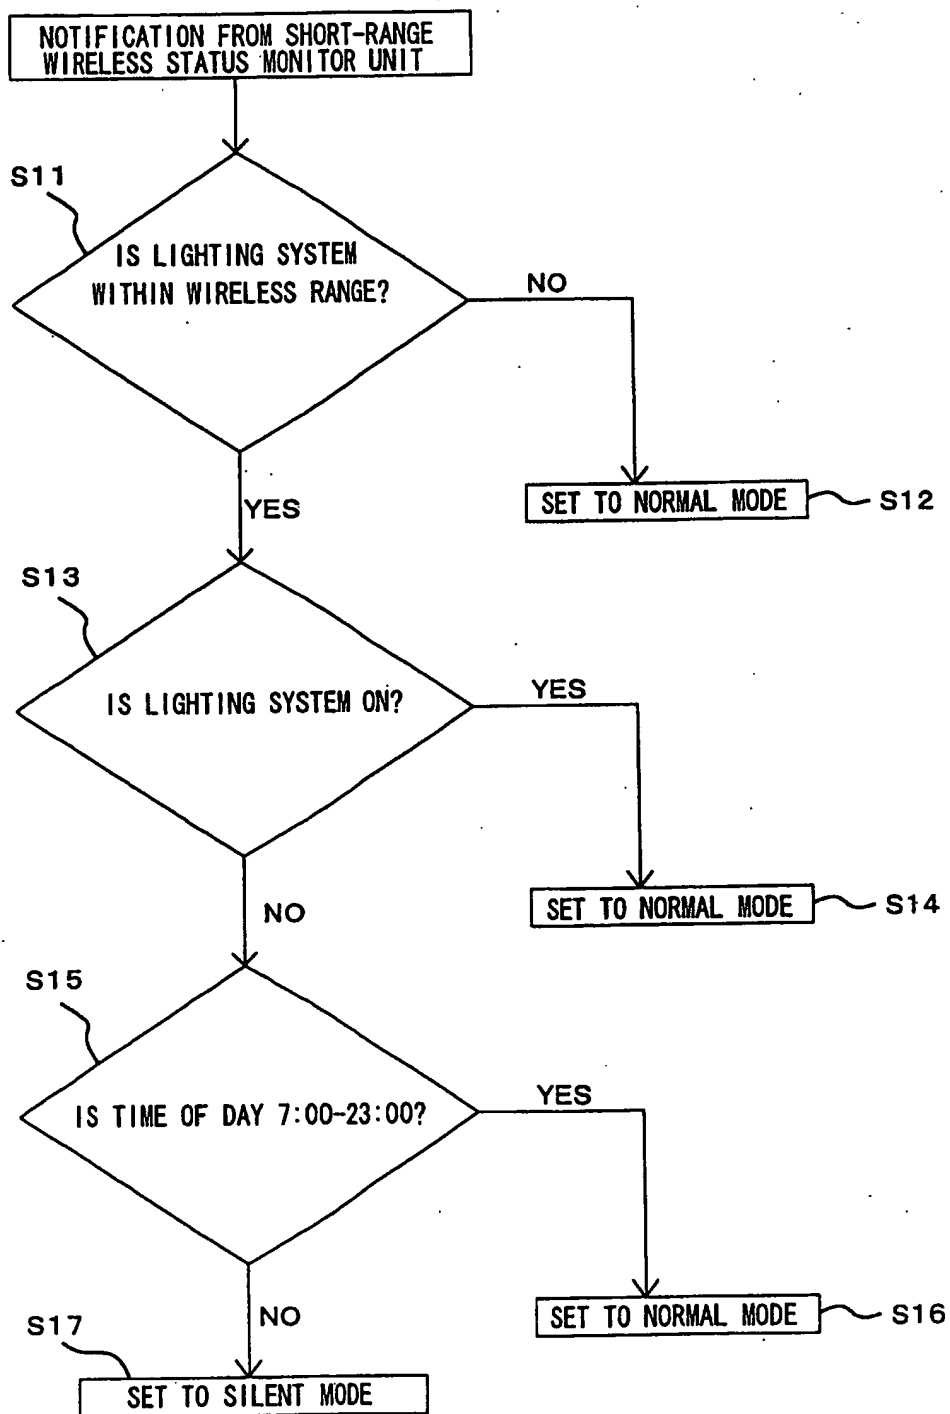 NOTIFICATION FROM SHORT-RANGE
WIRELESS STATUS MONITOR UNIT
S11
IS LIGHTING SYSTEM
WITHIN WIRELESS RANGE?
NO
SET TO NORMAL MODE
S12
YES
S13
IS LIGHTING SYSTEM ON?
YES
SET TO NORMAL MODE
S14
NO
S15
IS TIME OF DAY 7:00-23:00?
YES
SET TO NORMAL MODE
S16
NO
S17
SET TO SILENT MODE